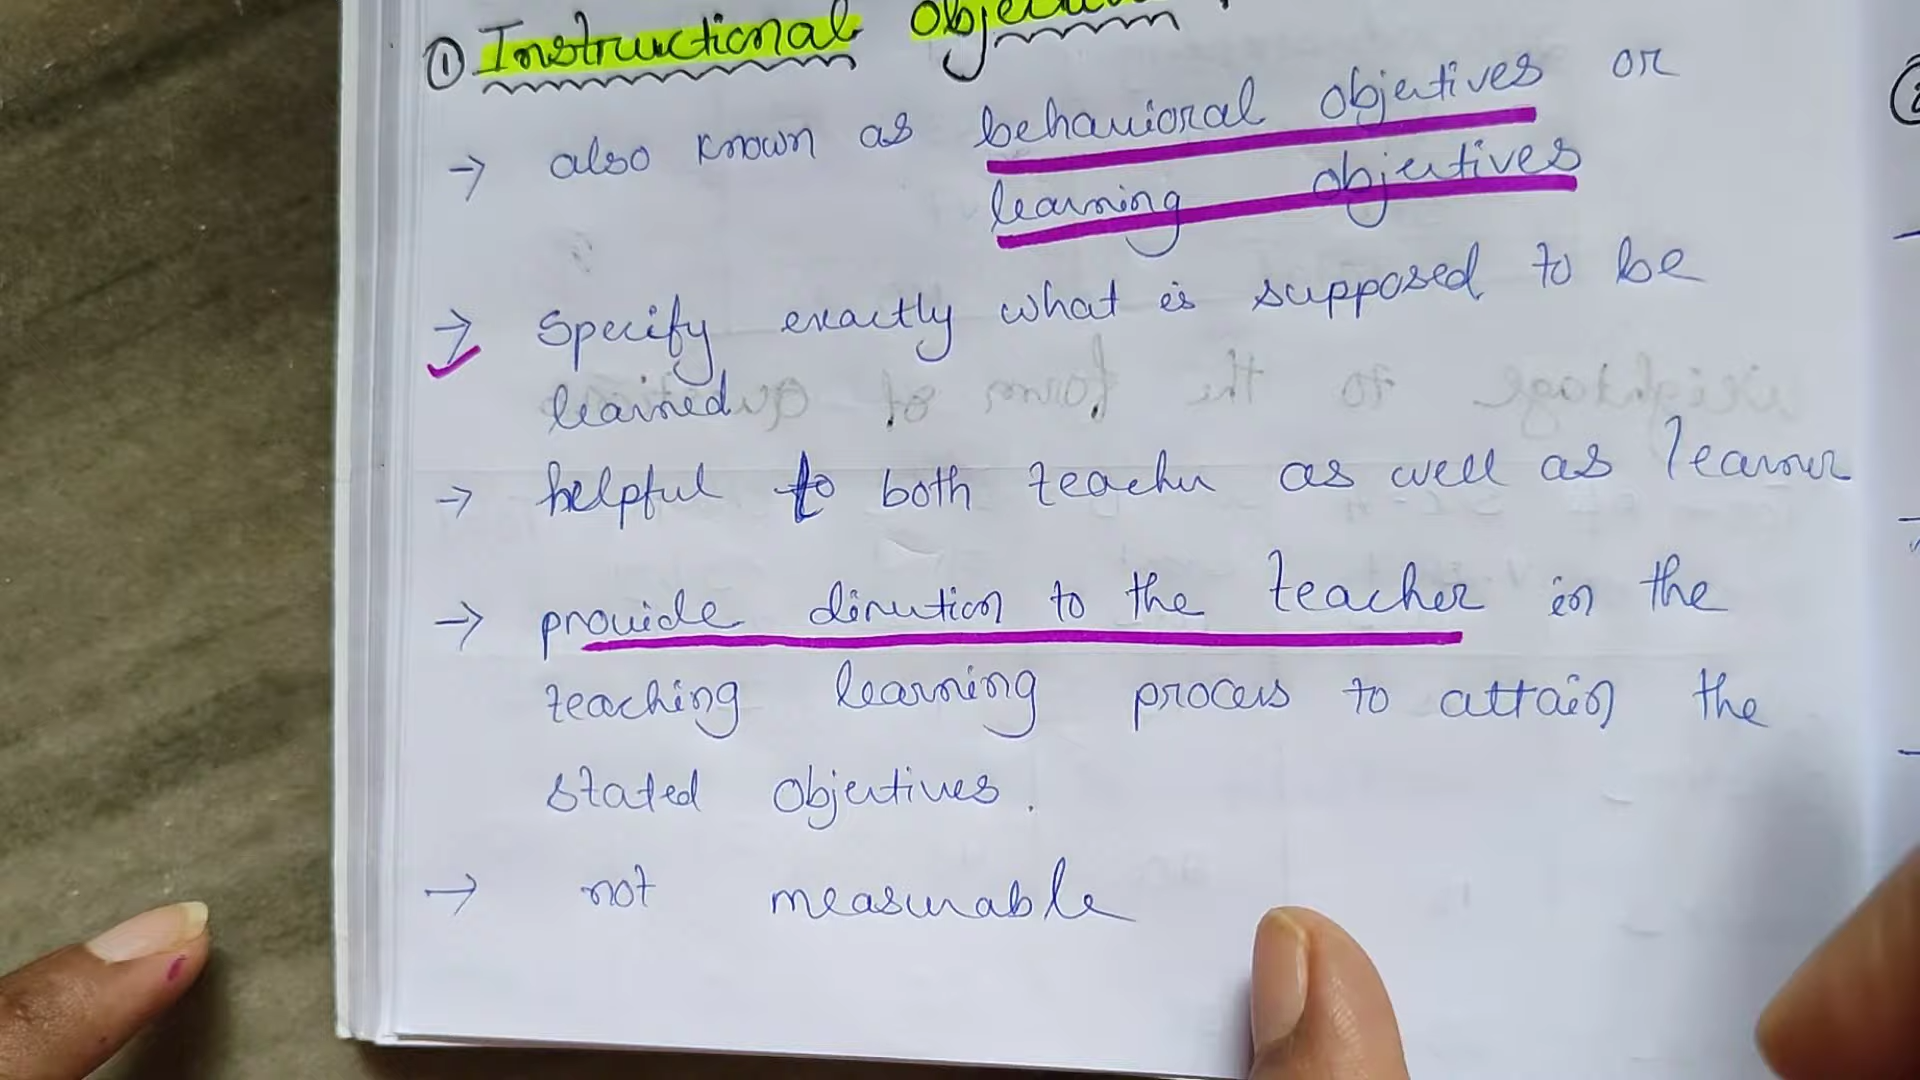 ① Instructional Objectiv
→ also known as behavioral objectives or
learning objectives
→ Specify exactly what is supposed to be
learned
→ helpful to both teacher as well as learner
→ provide direction to the teacher in the
teaching learning process to attain the
stated objectives.
→ not measurable